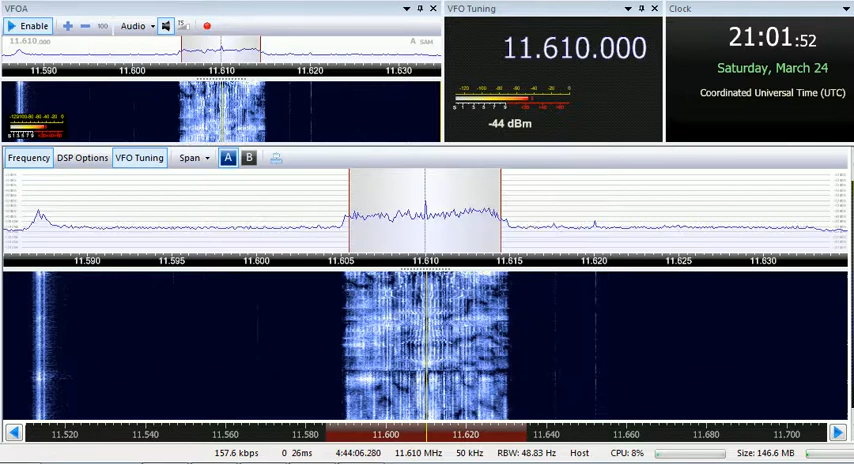 VFOA
Enable 100 Audio
11.610.000 A SAM
11.590 11.600 11.610 11.620 11.630
VFO Tuning
11.610.000
-44 dBm
Clock
21:01:52
Saturday, March 24
Coordinated Universal Time (UTC)
Frequency DSP Options VFO Tuning Span A B
11.590 11.595 11.600 11.605 11.610 11.615 11.620 11.625 11.630
11.520 11.540 11.560 11.580 11.600 11.620 11.640 11.660 11.680 11.700
157.6 kbps 0 26ms 4:44:06.280 11.610 MHz 50 kHz RBW: 48.83 Hz Host CPU: 8% Size: 146.6 MB